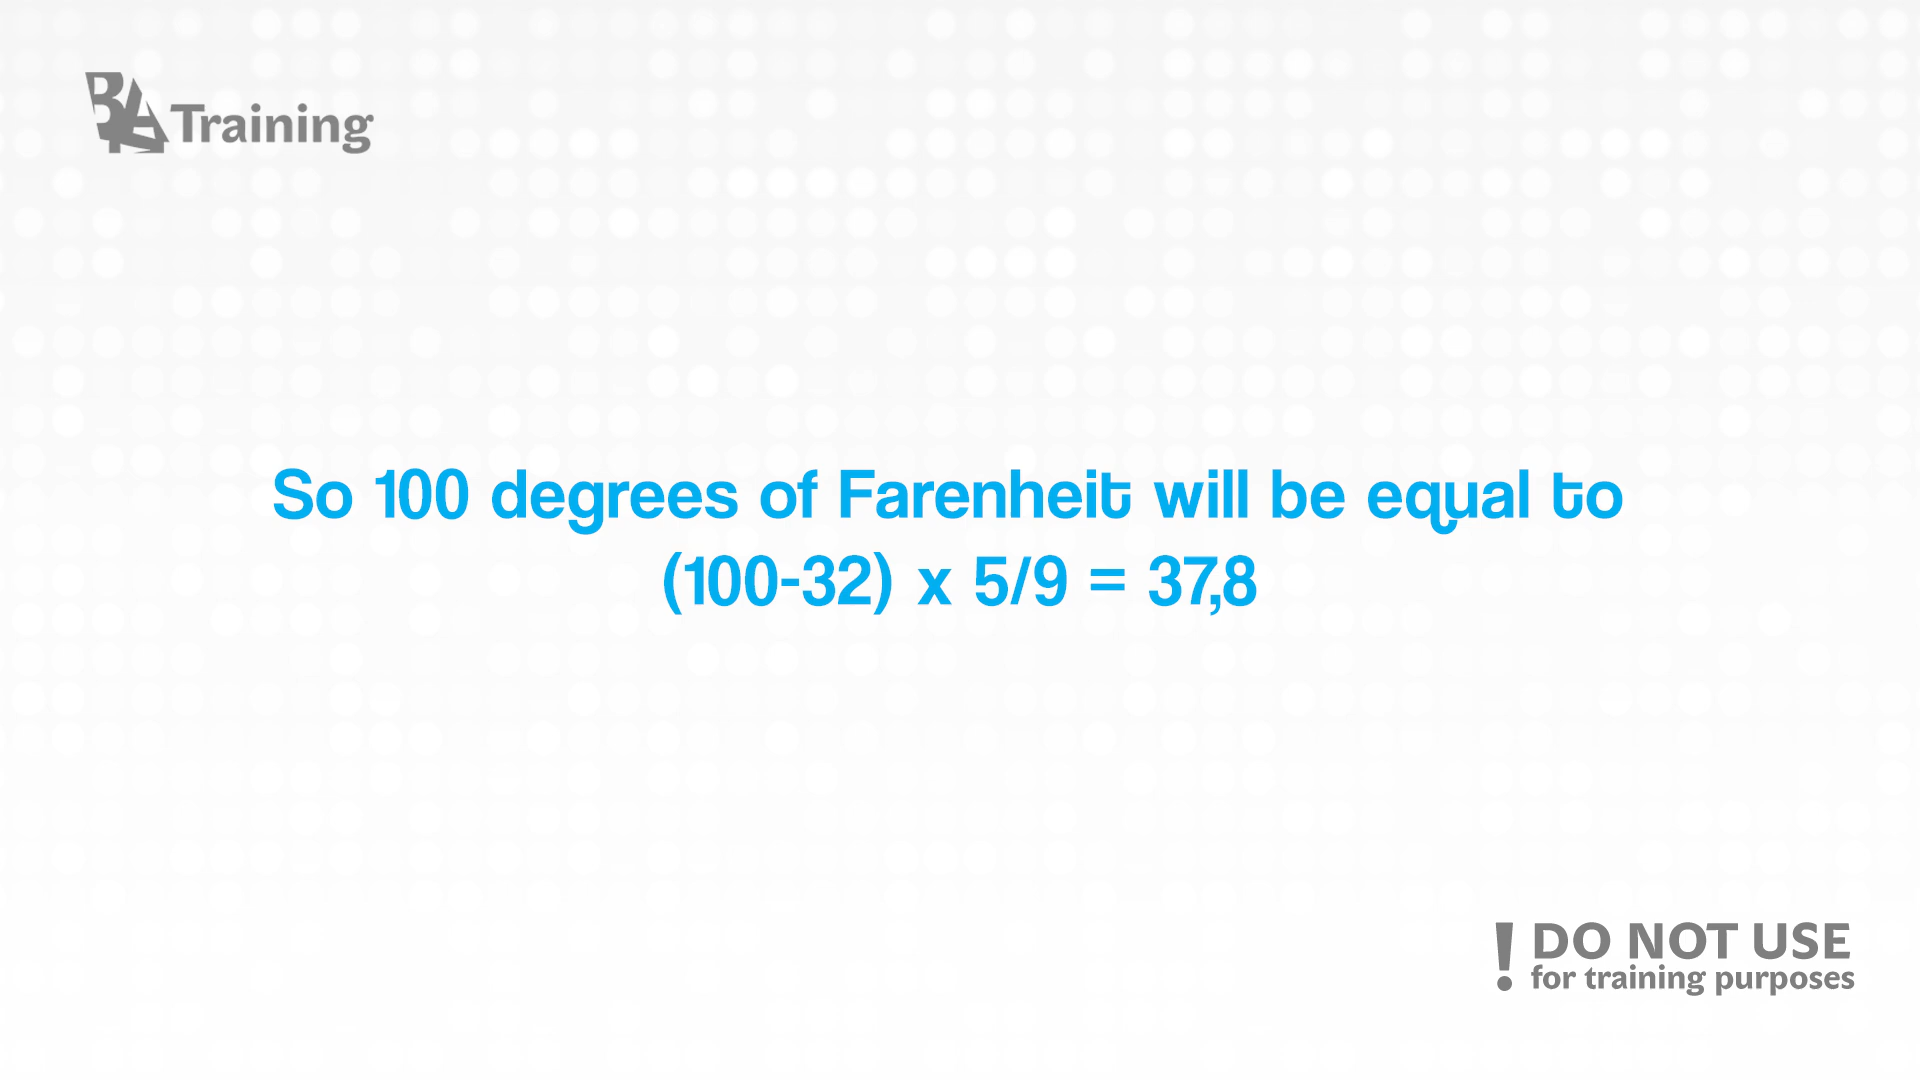 BAA Training
So 100 degrees of Farenheit will be equal to
(100-32) x 5/9 = 37,8
! DO NOT USE
for training purposes